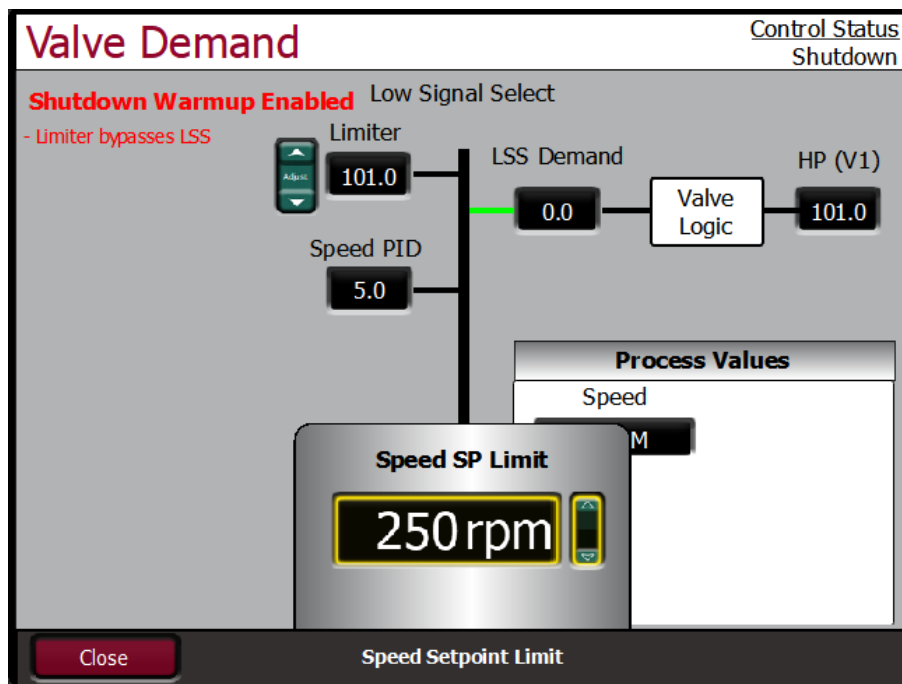 Valve Demand
Control Status
Shutdown
Shutdown Warmup Enabled
Low Signal Select
- Limiter bypasses LSS
Limiter
LSS Demand
HP (V1)
Adjust
101.0
0.0
Valve
Logic
101.0
Speed PID
5.0
Process Values
Speed
M
Speed SP Limit
250 rpm
Close
Speed Setpoint Limit